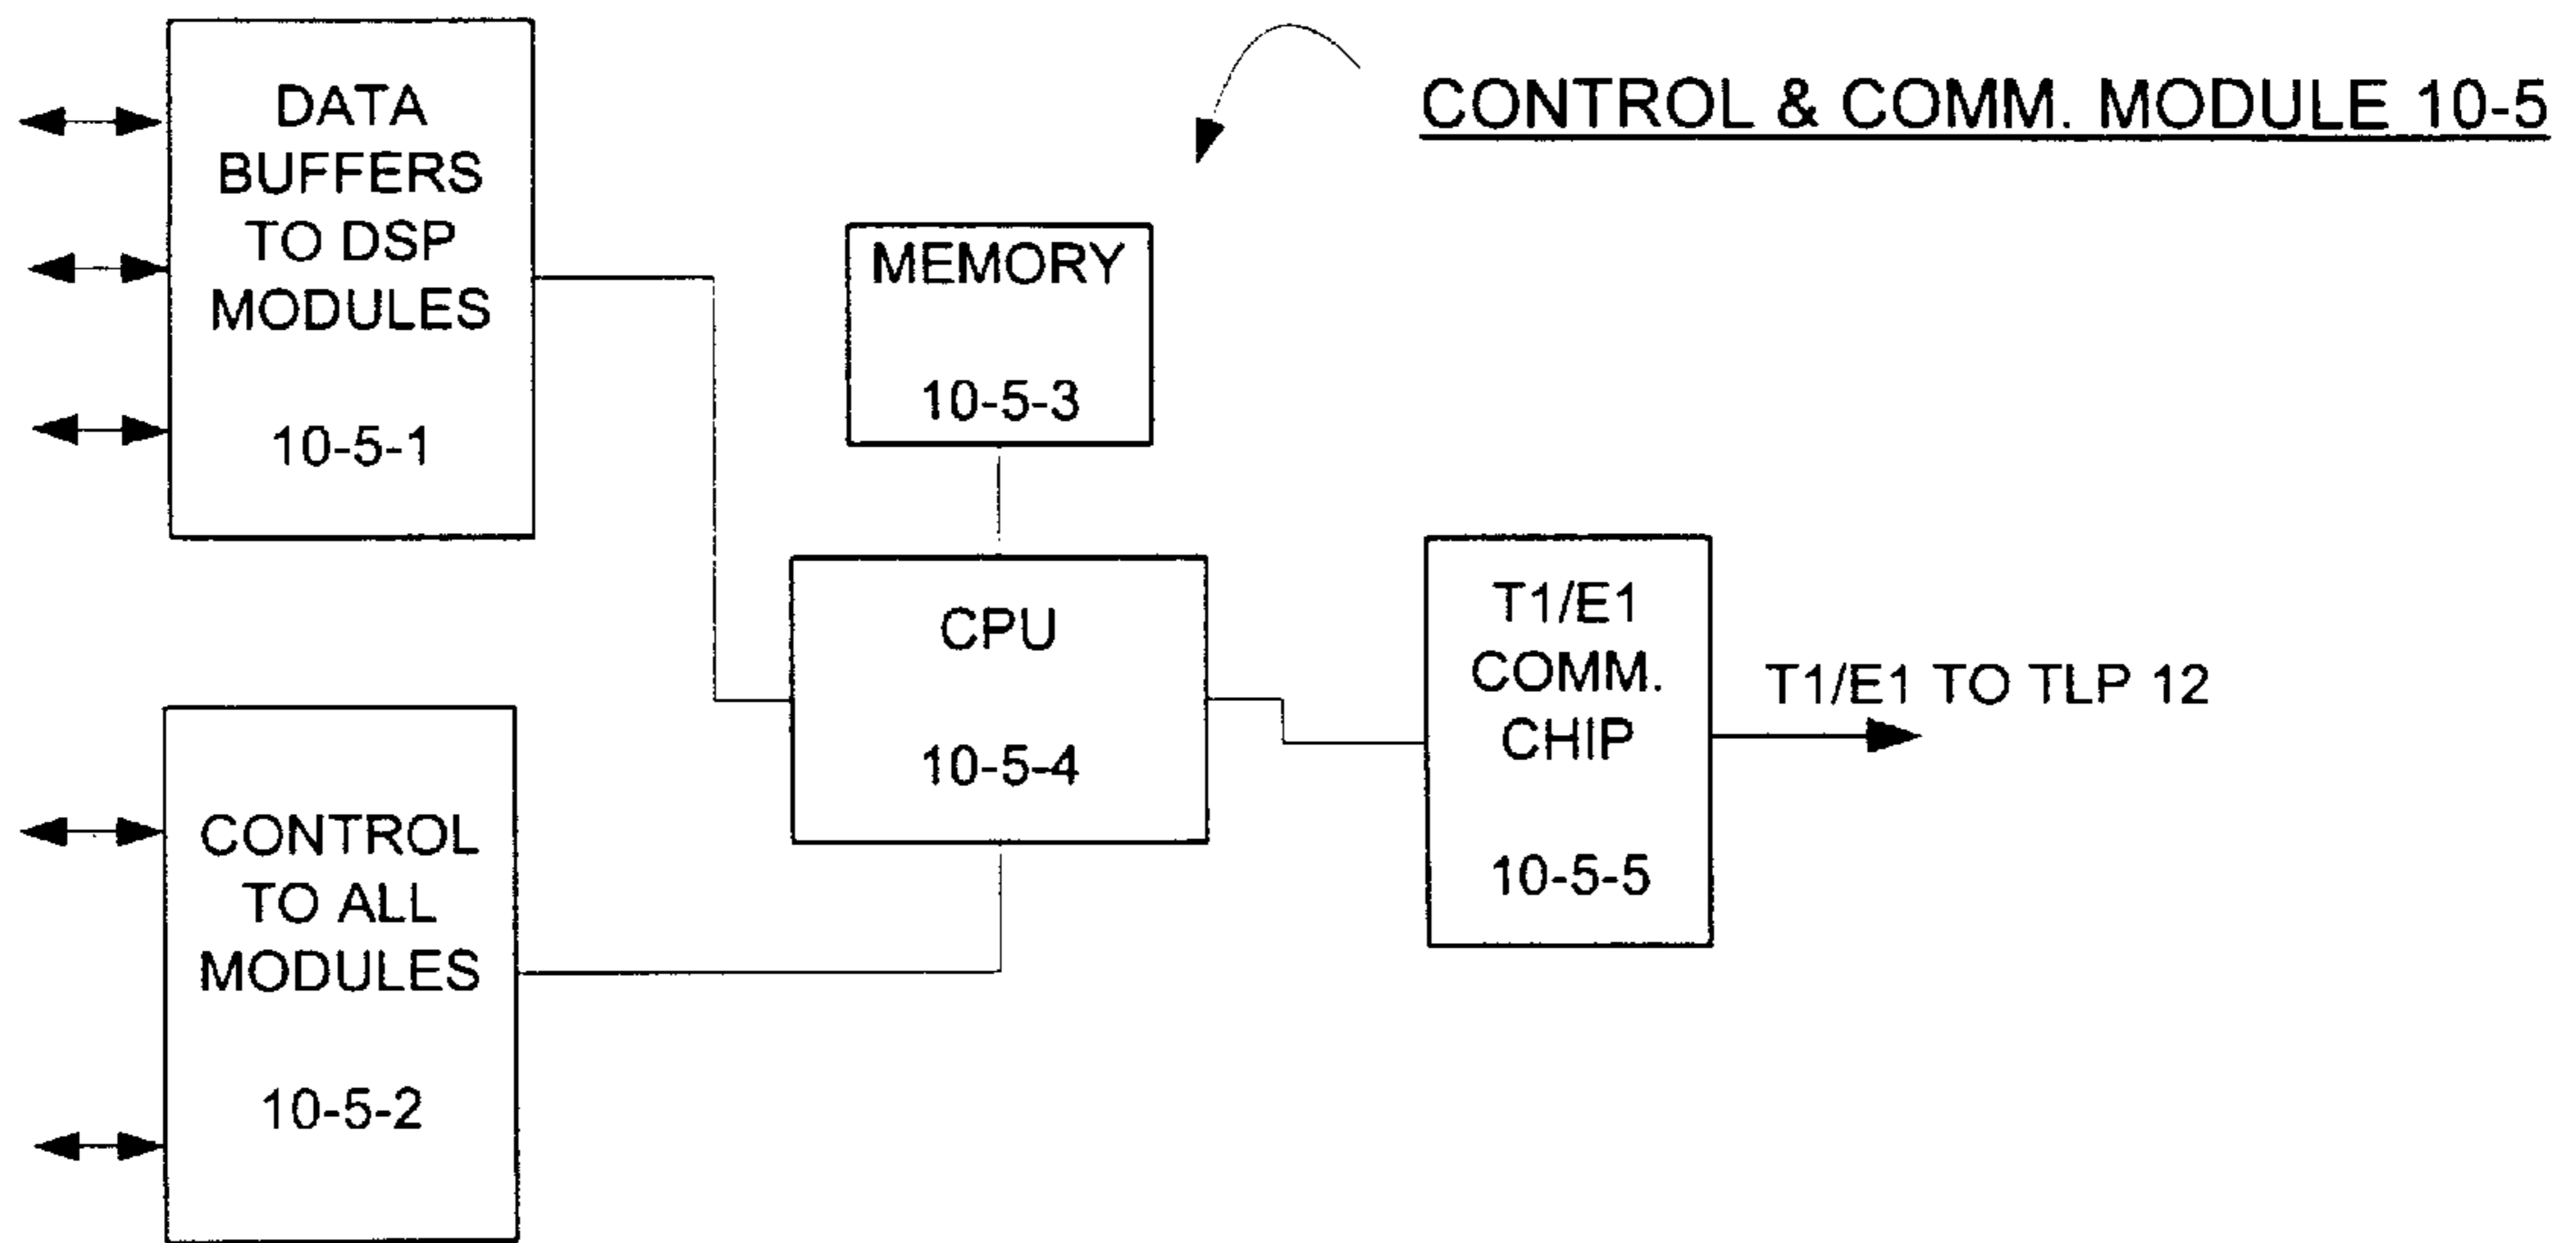 CONTROL & COMM. MODULE 10-5
DATA
BUFFERS
TO DSP
MODULES
10-5-1
MEMORY
10-5-3
CPU
10-5-4
T1/E1
COMM.
CHIP
10-5-5
T1/E1 TO TLP 12
CONTROL
TO ALL
MODULES
10-5-2